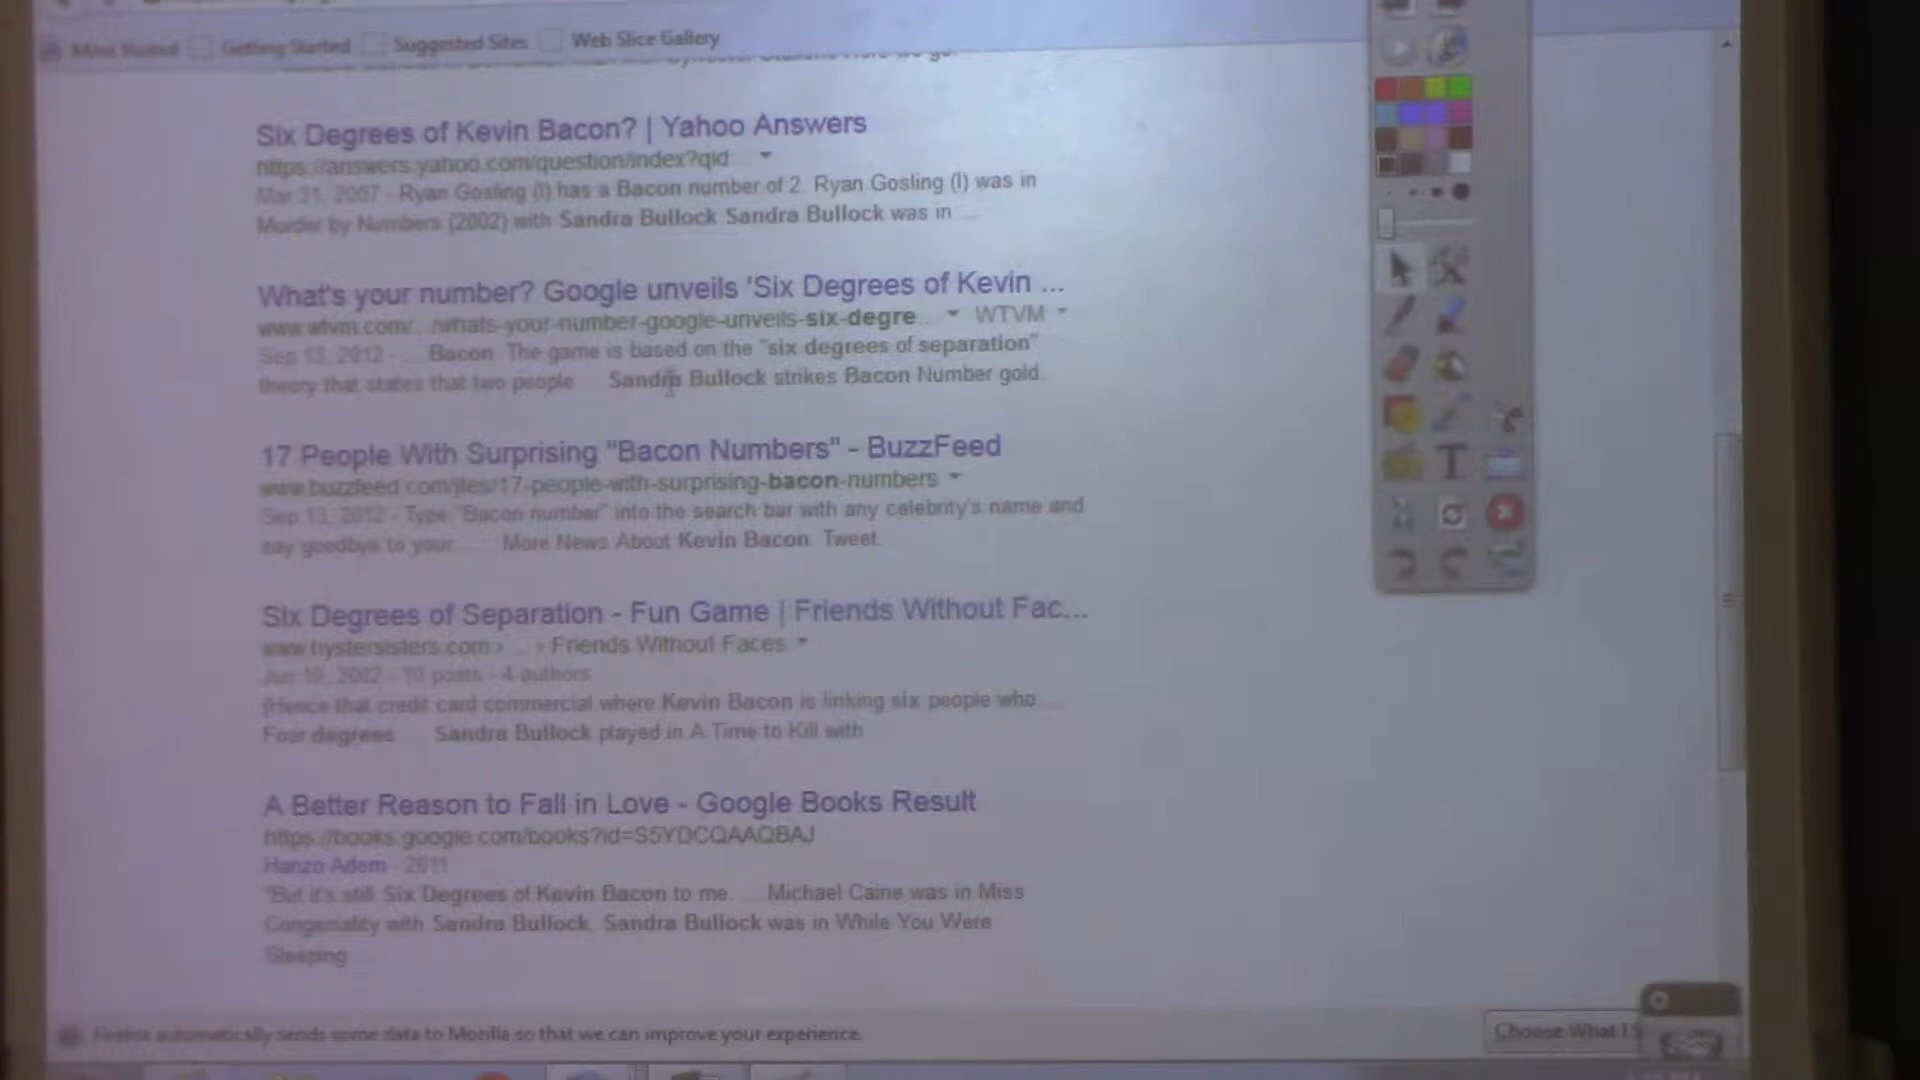 Most Visited Getting Started Suggested Sites Web Slice Gallery
Six Degrees of Kevin Bacon? | Yahoo Answers
https://answers.yahoo.com/question/index?qid...
Mar 31, 2007 - Ryan Gosling (I) has a Bacon number of 2. Ryan Gosling (I) was in
Murder by Numbers (2002) with Sandra Bullock Sandra Bullock was in ...
What's your number? Google unveils 'Six Degrees of Kevin ...
www.wtvm.com/.../whats-your-number-google-unveils-six-degre... WTVM
Sep 13, 2012 - ... Bacon. The game is based on the "six degrees of separation"
theory that states that two people ... Sandra Bullock strikes Bacon Number gold.
17 People With Surprising "Bacon Numbers" - BuzzFeed
www.buzzfeed.com/jtes/17-people-with-surprising-bacon-numbers
Sep 13, 2012 - Type "Bacon number" into the search bar with any celebrity's name and
say goodbye to your ... More News About Kevin Bacon. Tweet.
Six Degrees of Separation - Fun Game | Friends Without Fac...
www.hystersisters.com › ... › Friends Without Faces
Jun 10, 2002 - 10 posts - 4 authors
(Hence that credit card commercial where Kevin Bacon is linking six people who ...
Four degrees ... Sandra Bullock played in A Time to Kill with
A Better Reason to Fall in Love - Google Books Result
https://books.google.com/books?id=S5YDCQAAQBAJ
Hanzo Adem - 2011
"But it's still Six Degrees of Kevin Bacon to me. ... Michael Caine was in Miss
Congeniality with Sandra Bullock. Sandra Bullock was in While You Were
Sleeping
T
Firefox automatically sends some data to Mozilla so that we can improve your experience.
Choose What I S